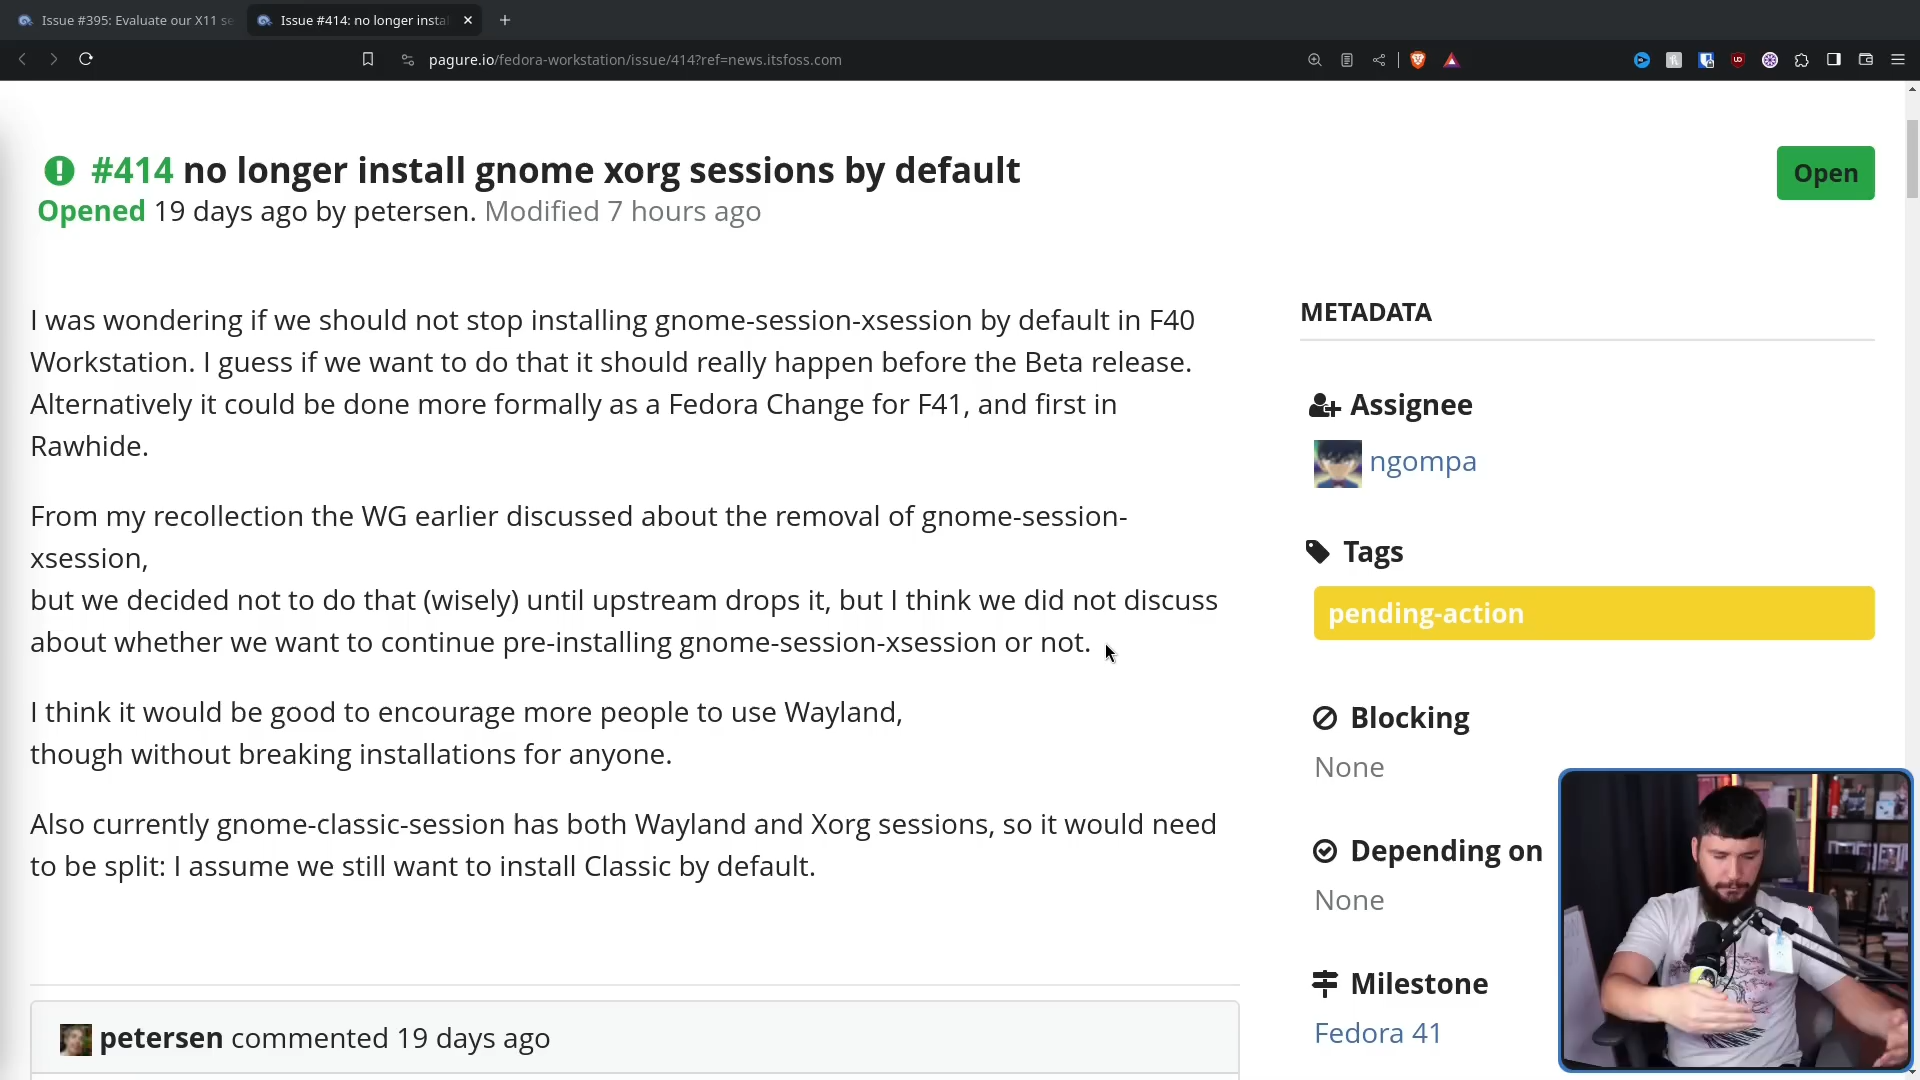 Issue #395: Evaluate our X11 se
Issue #414: no longer insta
pagure.io/fedora-workstation/issue/414?ref=news.itsfoss.com
#414 no longer install gnome xorg sessions by default
Open
Opened 19 days ago by petersen. Modified 7 hours ago
I was wondering if we should not stop installing gnome-session-xsession by default in F40
Workstation. I guess if we want to do that it should really happen before the Beta release.
Alternatively it could be done more formally as a Fedora Change for F41, and first in
Rawhide.
From my recollection the WG earlier discussed about the removal of gnome-session-
xsession,
but we decided not to do that (wisely) until upstream drops it, but I think we did not discuss
about whether we want to continue pre-installing gnome-session-xsession or not.
I think it would be good to encourage more people to use Wayland,
though without breaking installations for anyone.
Also currently gnome-classic-session has both Wayland and Xorg sessions, so it would need
to be split: I assume we still want to install Classic by default.
petersen commented 19 days ago
METADATA
Assignee
ngompa
Tags
pending-action
Blocking
None
Depending on
None
Milestone
Fedora 41